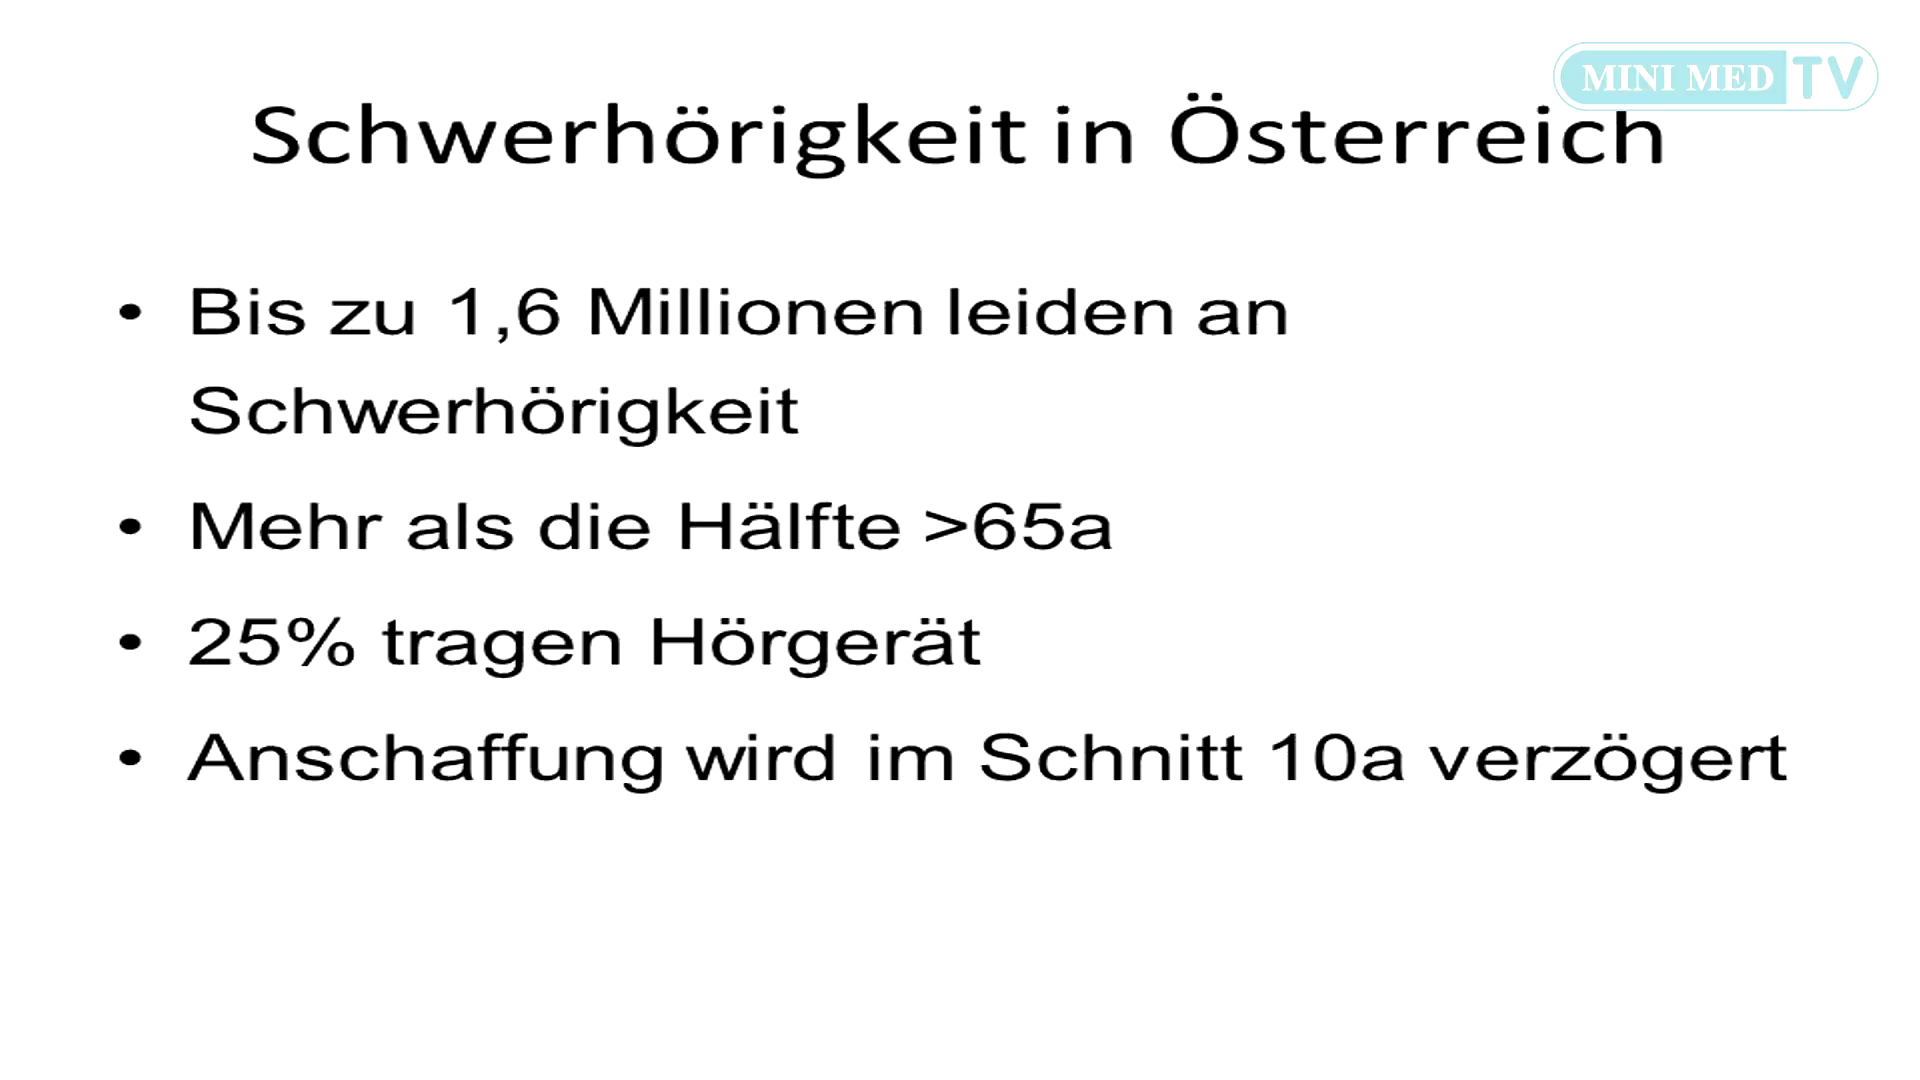 MINI MED TV
Schwerhörigkeit in Österreich
• Bis zu 1,6 Millionen leiden an
Schwerhörigkeit
• Mehr als die Hälfte >65a
• 25% tragen Hörgerät
• Anschaffung wird im Schnitt 10a verzögert